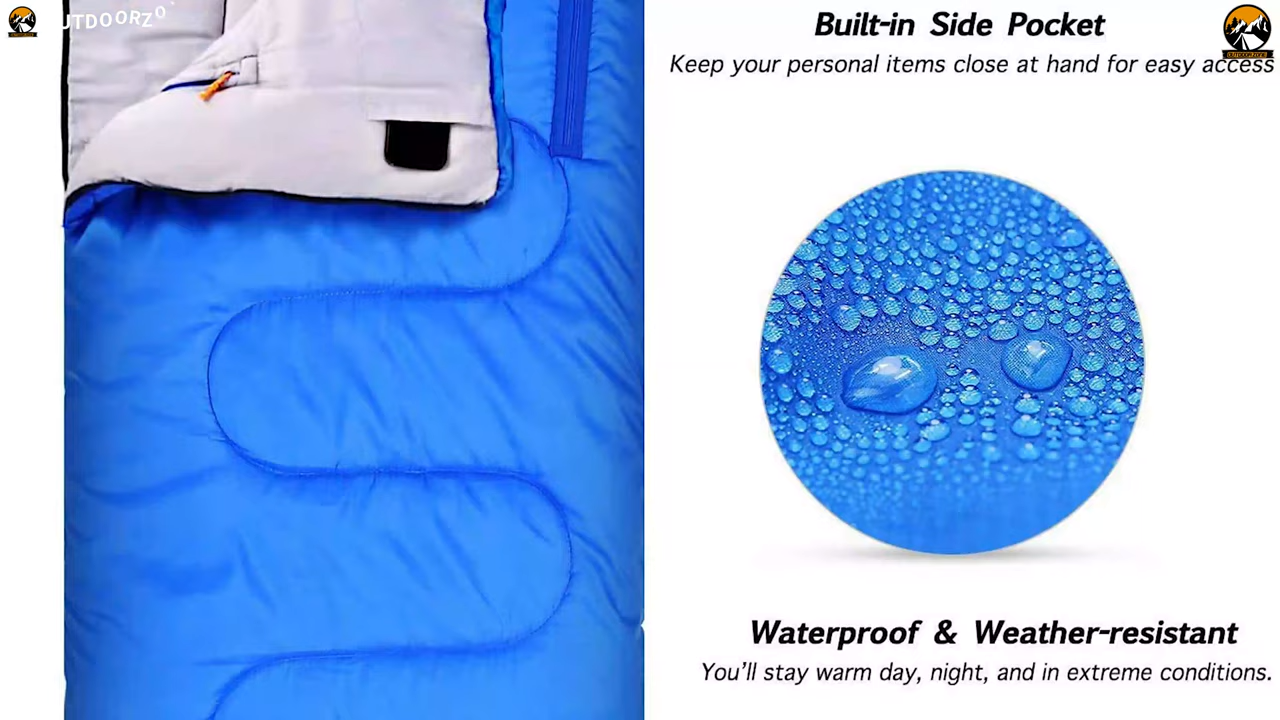 UTDOORZO
Built-in Side Pocket
Keep your personal items close at hand for easy access
Waterproof & Weather-resistant
You'll stay warm day, night, and in extreme conditions.